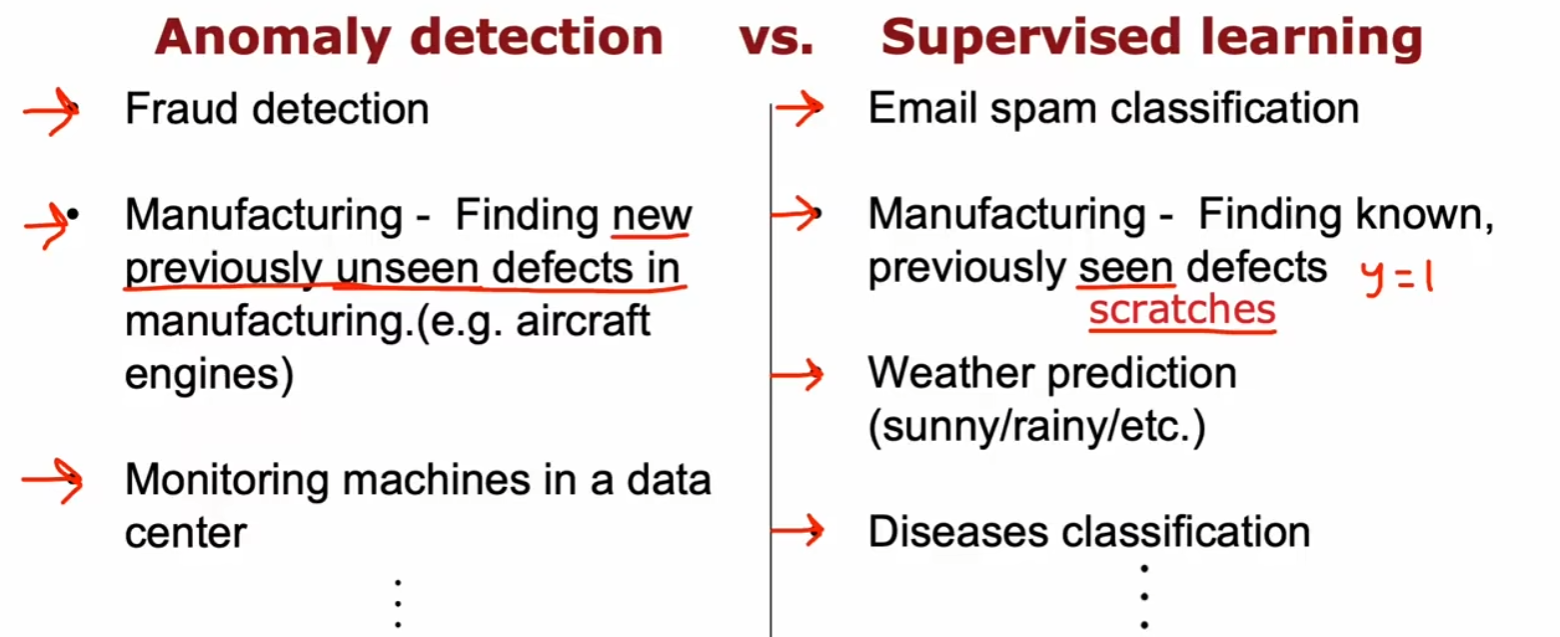 Anomaly detection vs. Supervised learning
• Fraud detection
• Manufacturing - Finding new
previously unseen defects in
manufacturing.(e.g. aircraft
engines)
• Monitoring machines in a data
center
• Email spam classification
• Manufacturing - Finding known,
previously seen defects y=1
scratches
• Weather prediction
(sunny/rainy/etc.)
• Diseases classification